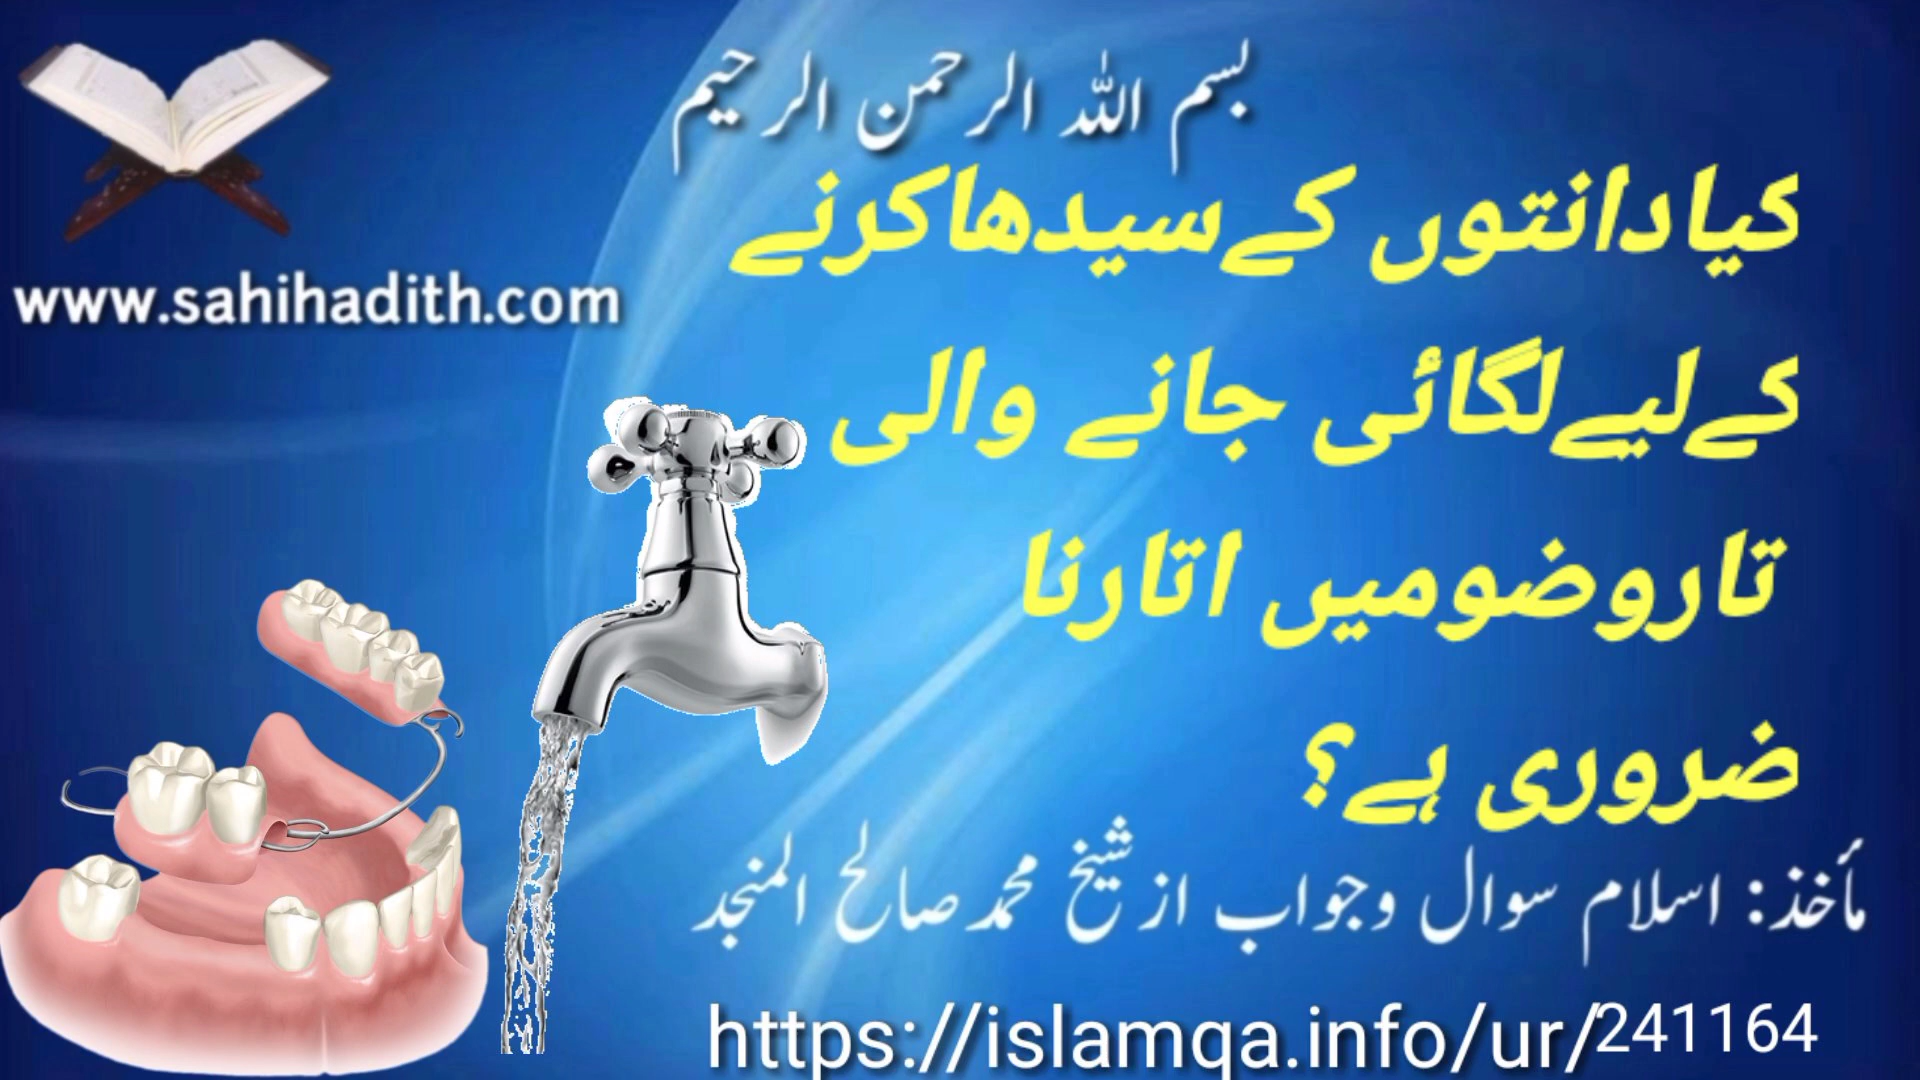 بسم اللہ الرحمن الرحیم
www.sahihadith.com
کیا دانتوں کے سیدھا کرنے
کے لیے لگائی جانے والی
تار وضو میں اتارنا
ضروری ہے؟
مأخذ: اسلام سوال وجواب از شیخ محمد صالح المنجد
https://islamqa.info/ur/241164